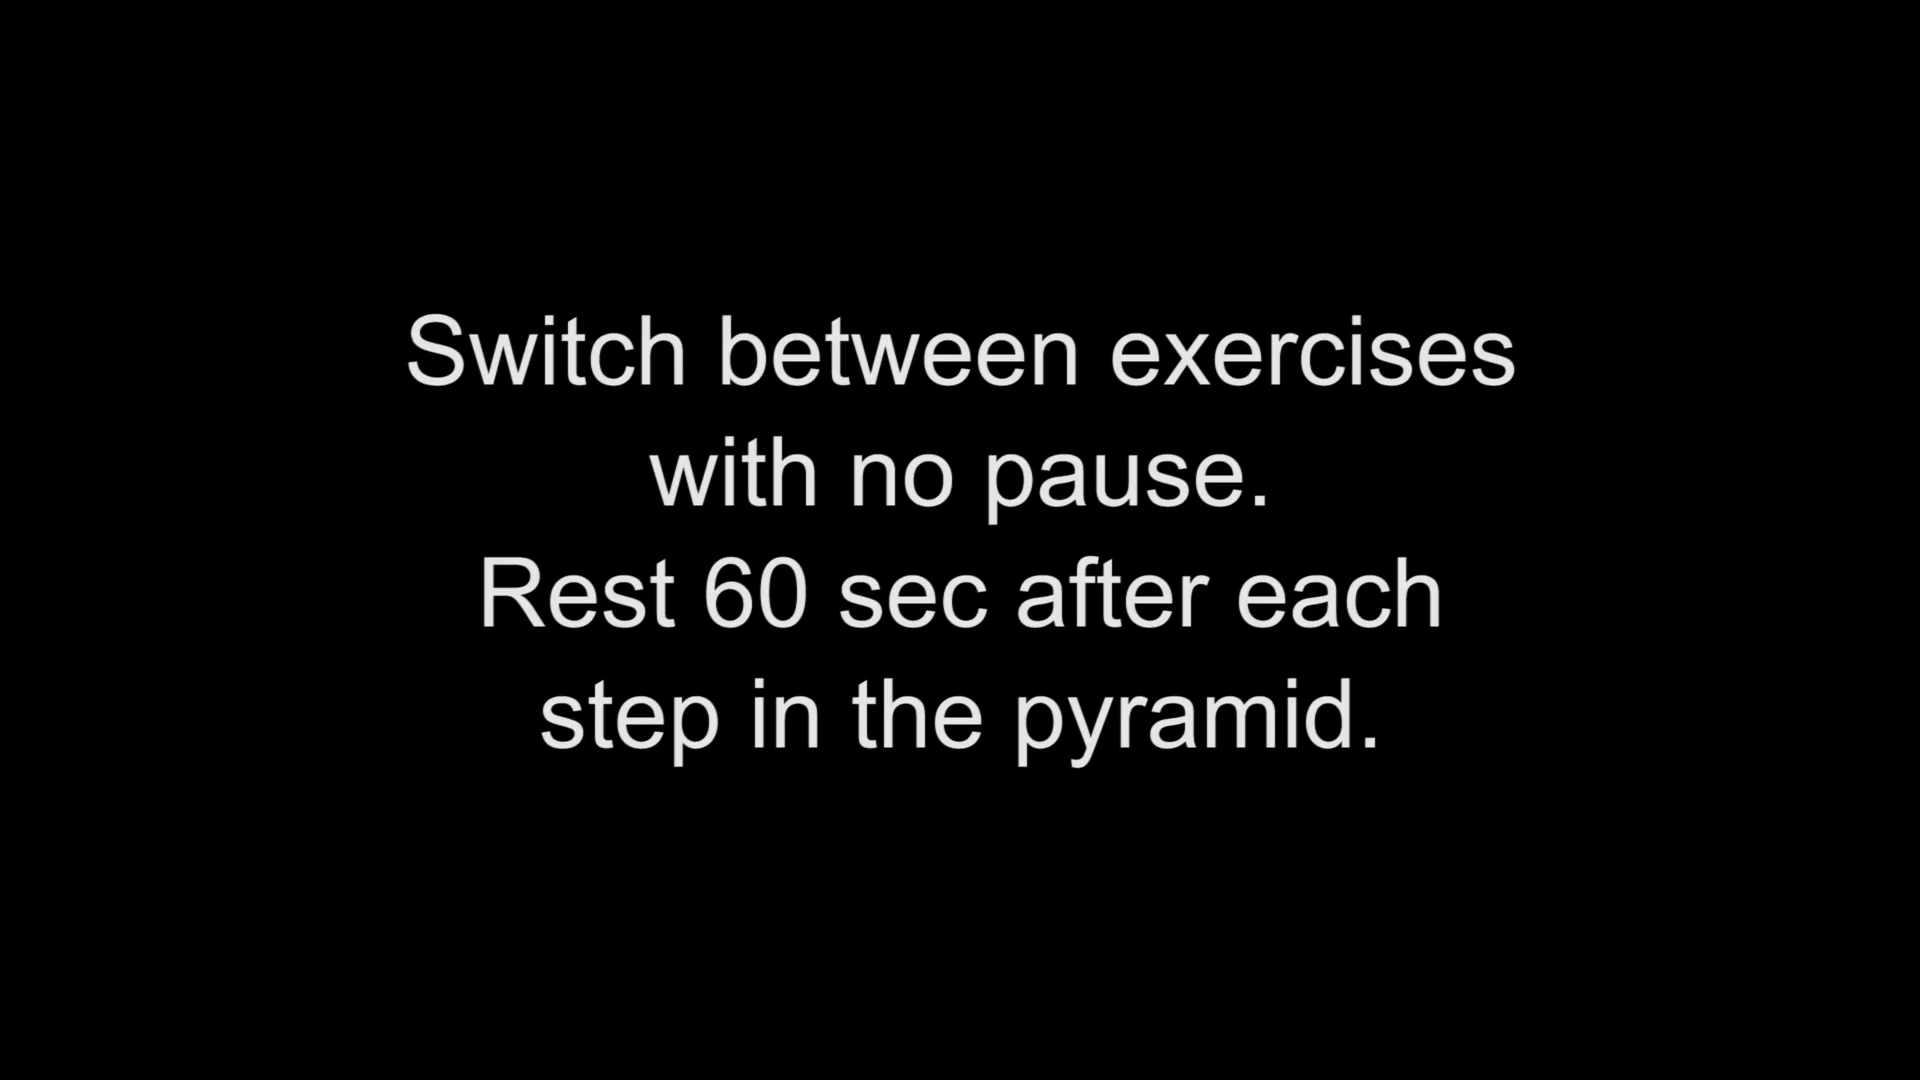 Switch between exercises
with no pause.
Rest 60 sec after each
step in the pyramid.